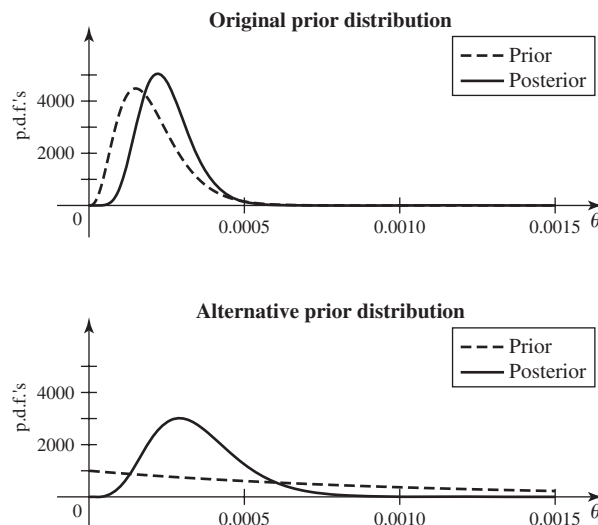 Original prior distribution
Prior
Posterior
p.d.f.'s
4000
2000
0
0.0005
0.0010
0.0015
θ
Alternative prior distribution
Prior
Posterior
p.d.f.'s
4000
2000
0
0.0005
0.0010
0.0015
θ